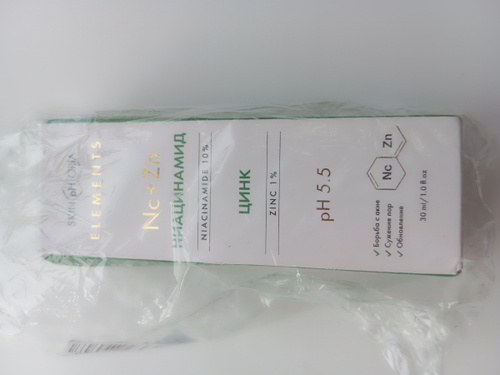 ELEMENTS
Nc + Zn
НИАЦИНАМИД
NIACINAMIDE 10%
ЦИНК
ZINC 1%
pH 5.5
✓ Борьба с акне
✓ Сужение пор
✓ Обновление
Nc
Zn
30 ml / 1.0 fl oz